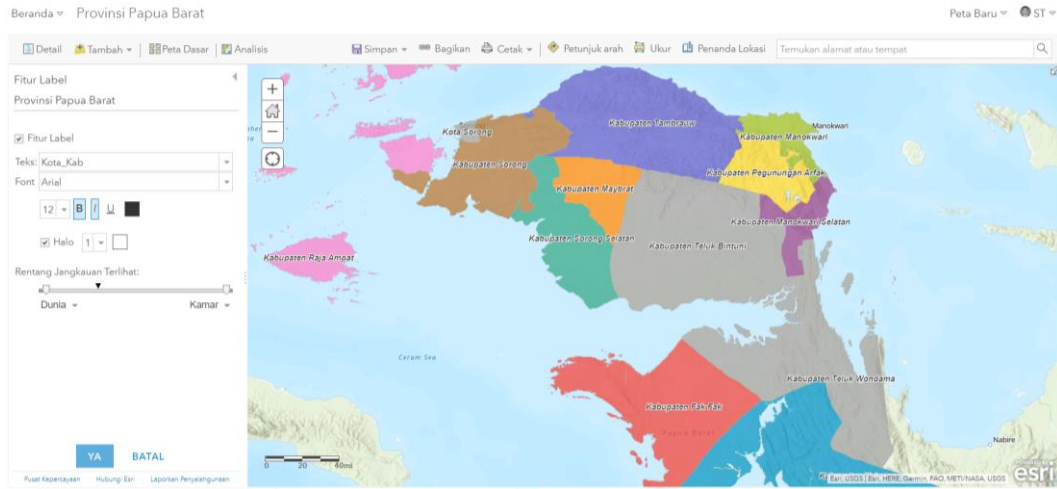 Beranda Provinsi Papua Barat Peta Baru ST
Detail Tambah Peta Dasar Analisis Simpan Bagikan Cetak Petunjuk arah Ukur Penanda Lokasi Temukan alamat atau tempat
Fitur Label
Provinsi Papua Barat
Fitur Label
Teks: Kota_Kab
Font Arial
12 B I U
Halo 1
Rentang Jangkauan Terlihat:
Dunia Kamar
YA BATAL
Pusat Kepercayaan Hubungi Esri Laporkan Penyalahgunaan
Kota Sorong
Kabupaten Tambrauw
Manokwari
Kabupaten Manokwari
Kabupaten Sorong
Kabupaten Pegunungan Arfak
Kabupaten Maybrat
Kabupaten Manokwari Selatan
Kabupaten Sorong Selatan
Kabupaten Teluk Bintuni
Kabupaten Raja Ampat
Ceram Sea
Kabupaten Teluk Wondama
Kabupaten Fak Fak
Papua Barat
Nabire
0 20 40mi
Esri, USGS | Esri, HERE, Garmin, FAO, METI/NASA, USGS
esri